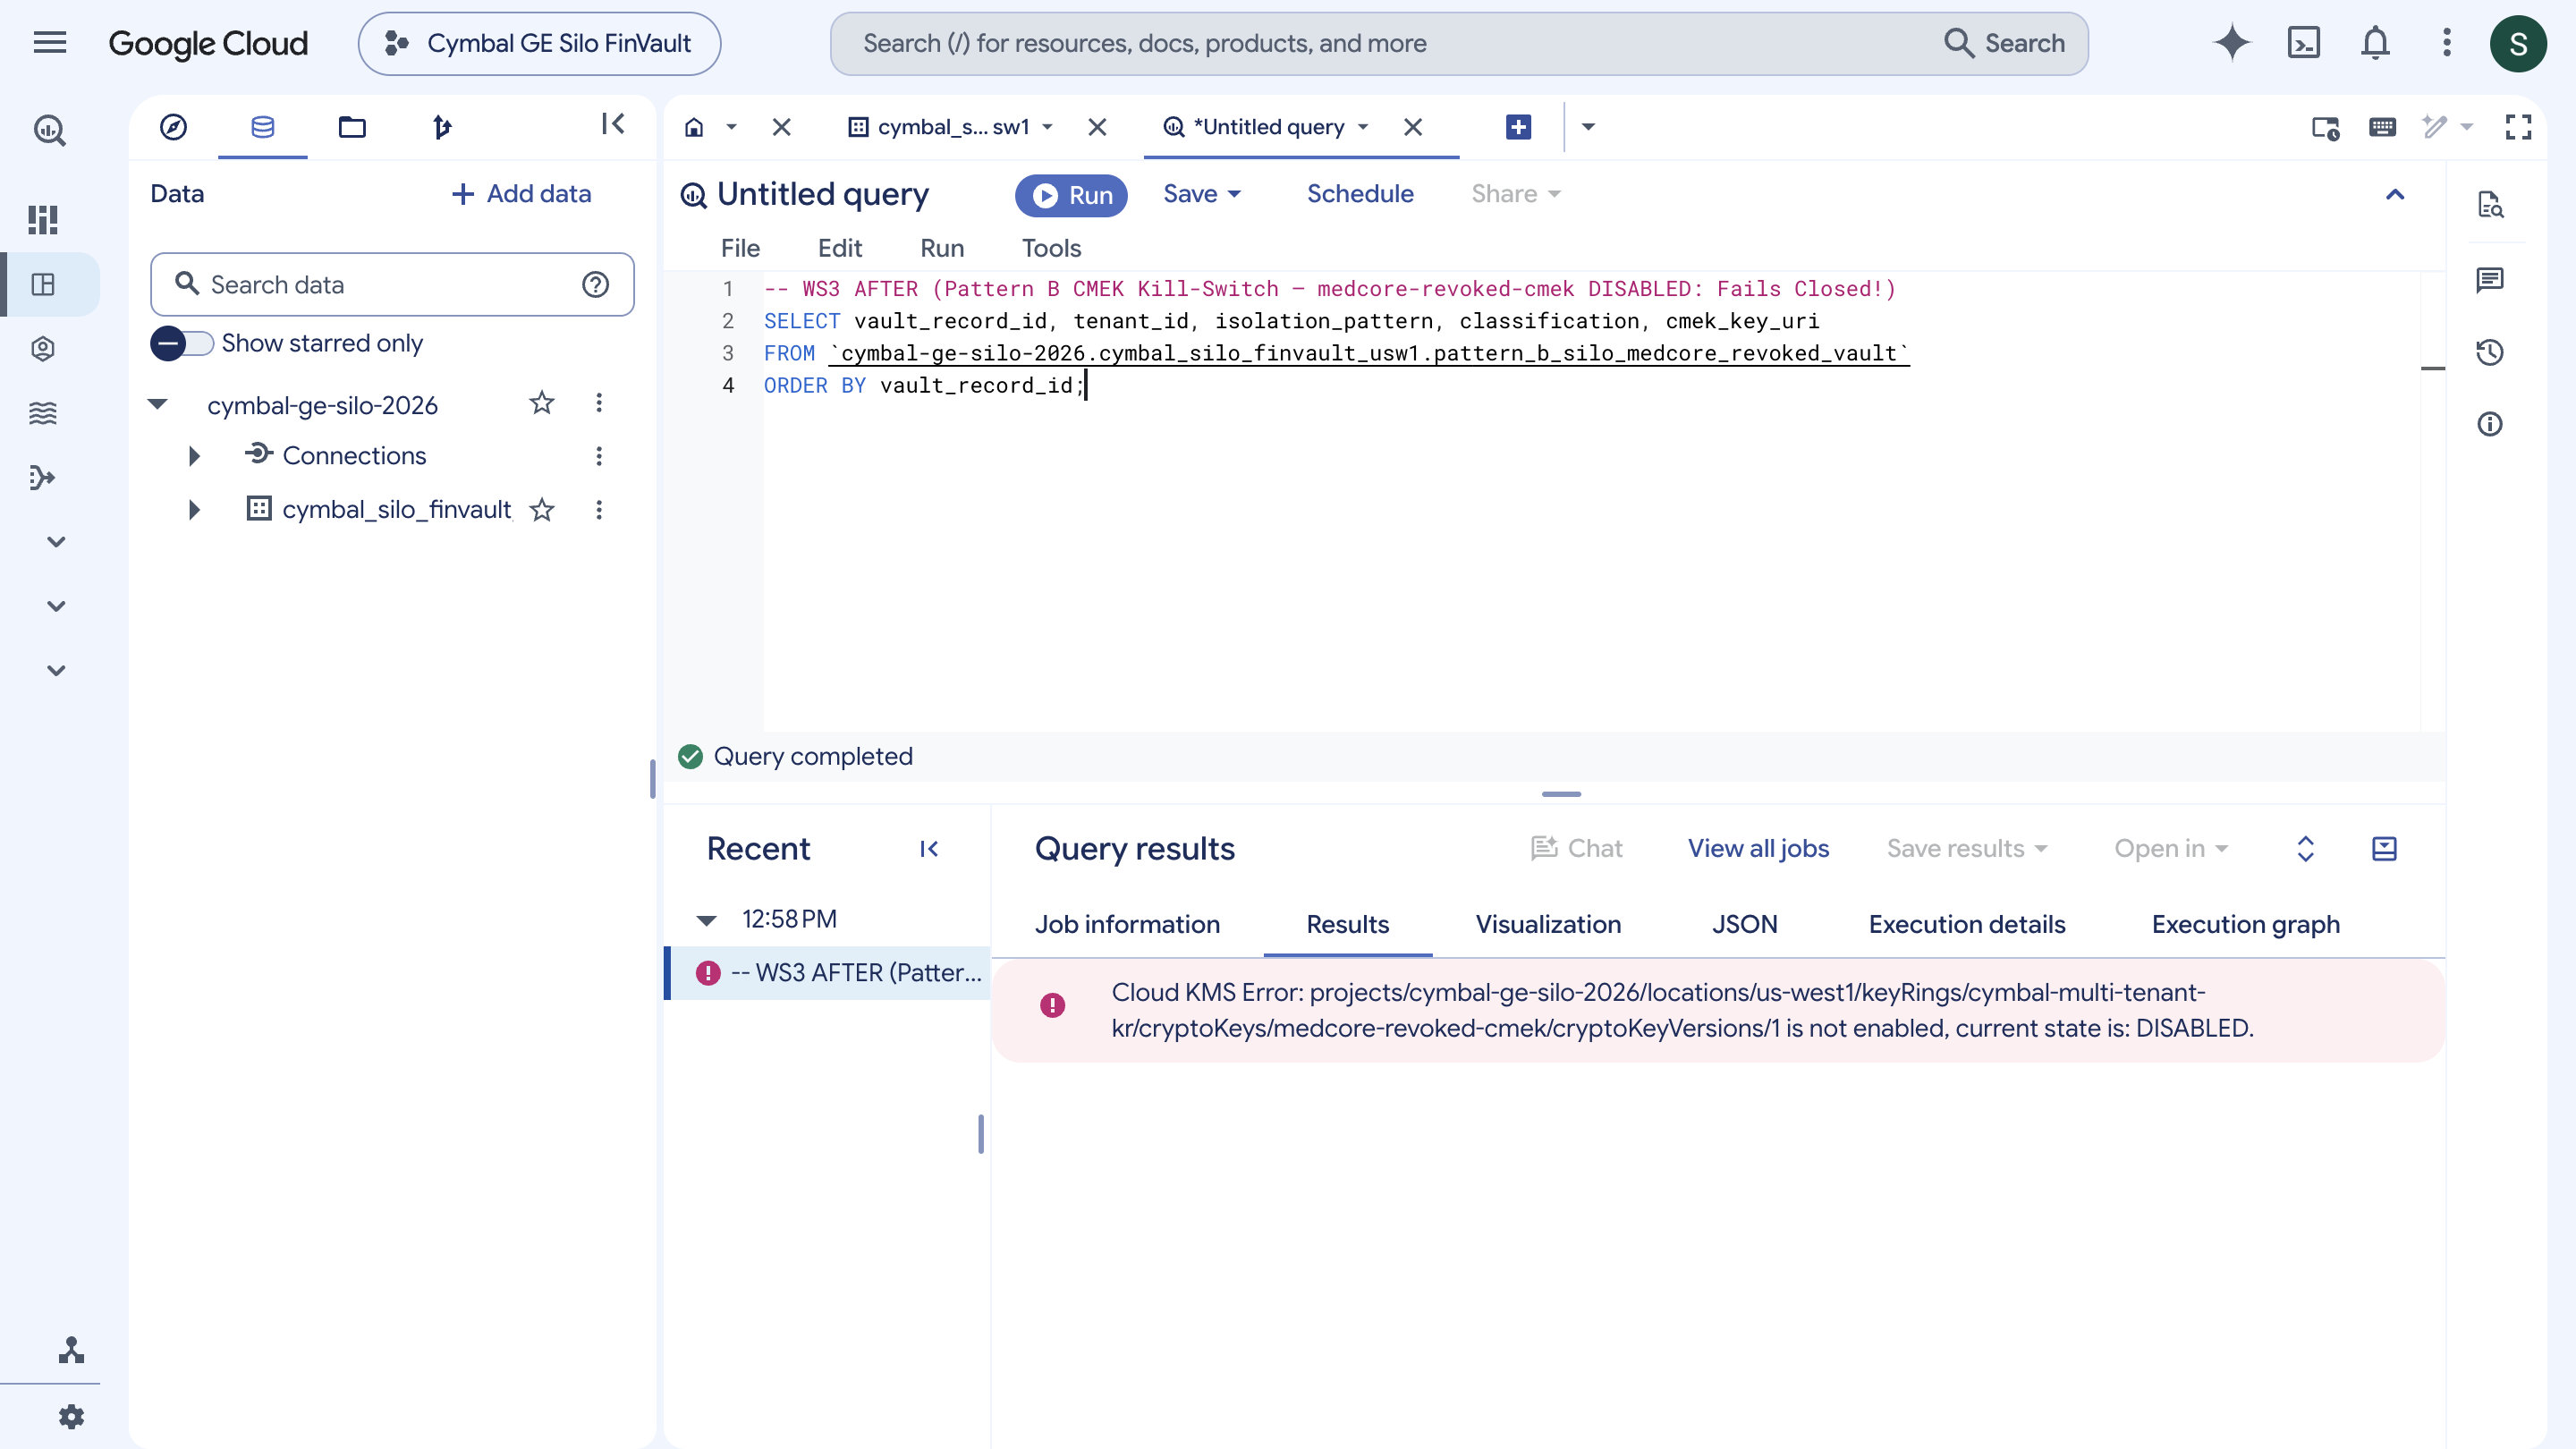 Google Cloud
Cymbal GE Silo FinVault
Search (/) for resources, docs, products, and more
Search
S
Data
Add data
Search data
Show starred only
cymbal-ge-silo-2026
Connections
cymbal_silo_finvault_
cymbal_s... sw1
*Untitled query
Untitled query
Run
Save
Schedule
Share
File
Edit
Run
Tools
1 -- WS3 AFTER (Pattern B CMEK Kill-Switch — medcore-revoked-cmek DISABLED: Fails Closed!)
2 SELECT vault_record_id, tenant_id, isolation_pattern, classification, cmek_key_uri
3 FROM `cymbal-ge-silo-2026.cymbal_silo_finvault_usw1.pattern_b_silo_medcore_revoked_vault`
4 ORDER BY vault_record_id;
Query completed
Recent
12:58 PM
-- WS3 AFTER (Patter...
Query results
Chat
View all jobs
Save results
Open in
Job information
Results
Visualization
JSON
Execution details
Execution graph
Cloud KMS Error: projects/cymbal-ge-silo-2026/locations/us-west1/keyRings/cymbal-multi-tenant-
kr/cryptoKeys/medcore-revoked-cmek/cryptoKeyVersions/1 is not enabled, current state is: DISABLED.